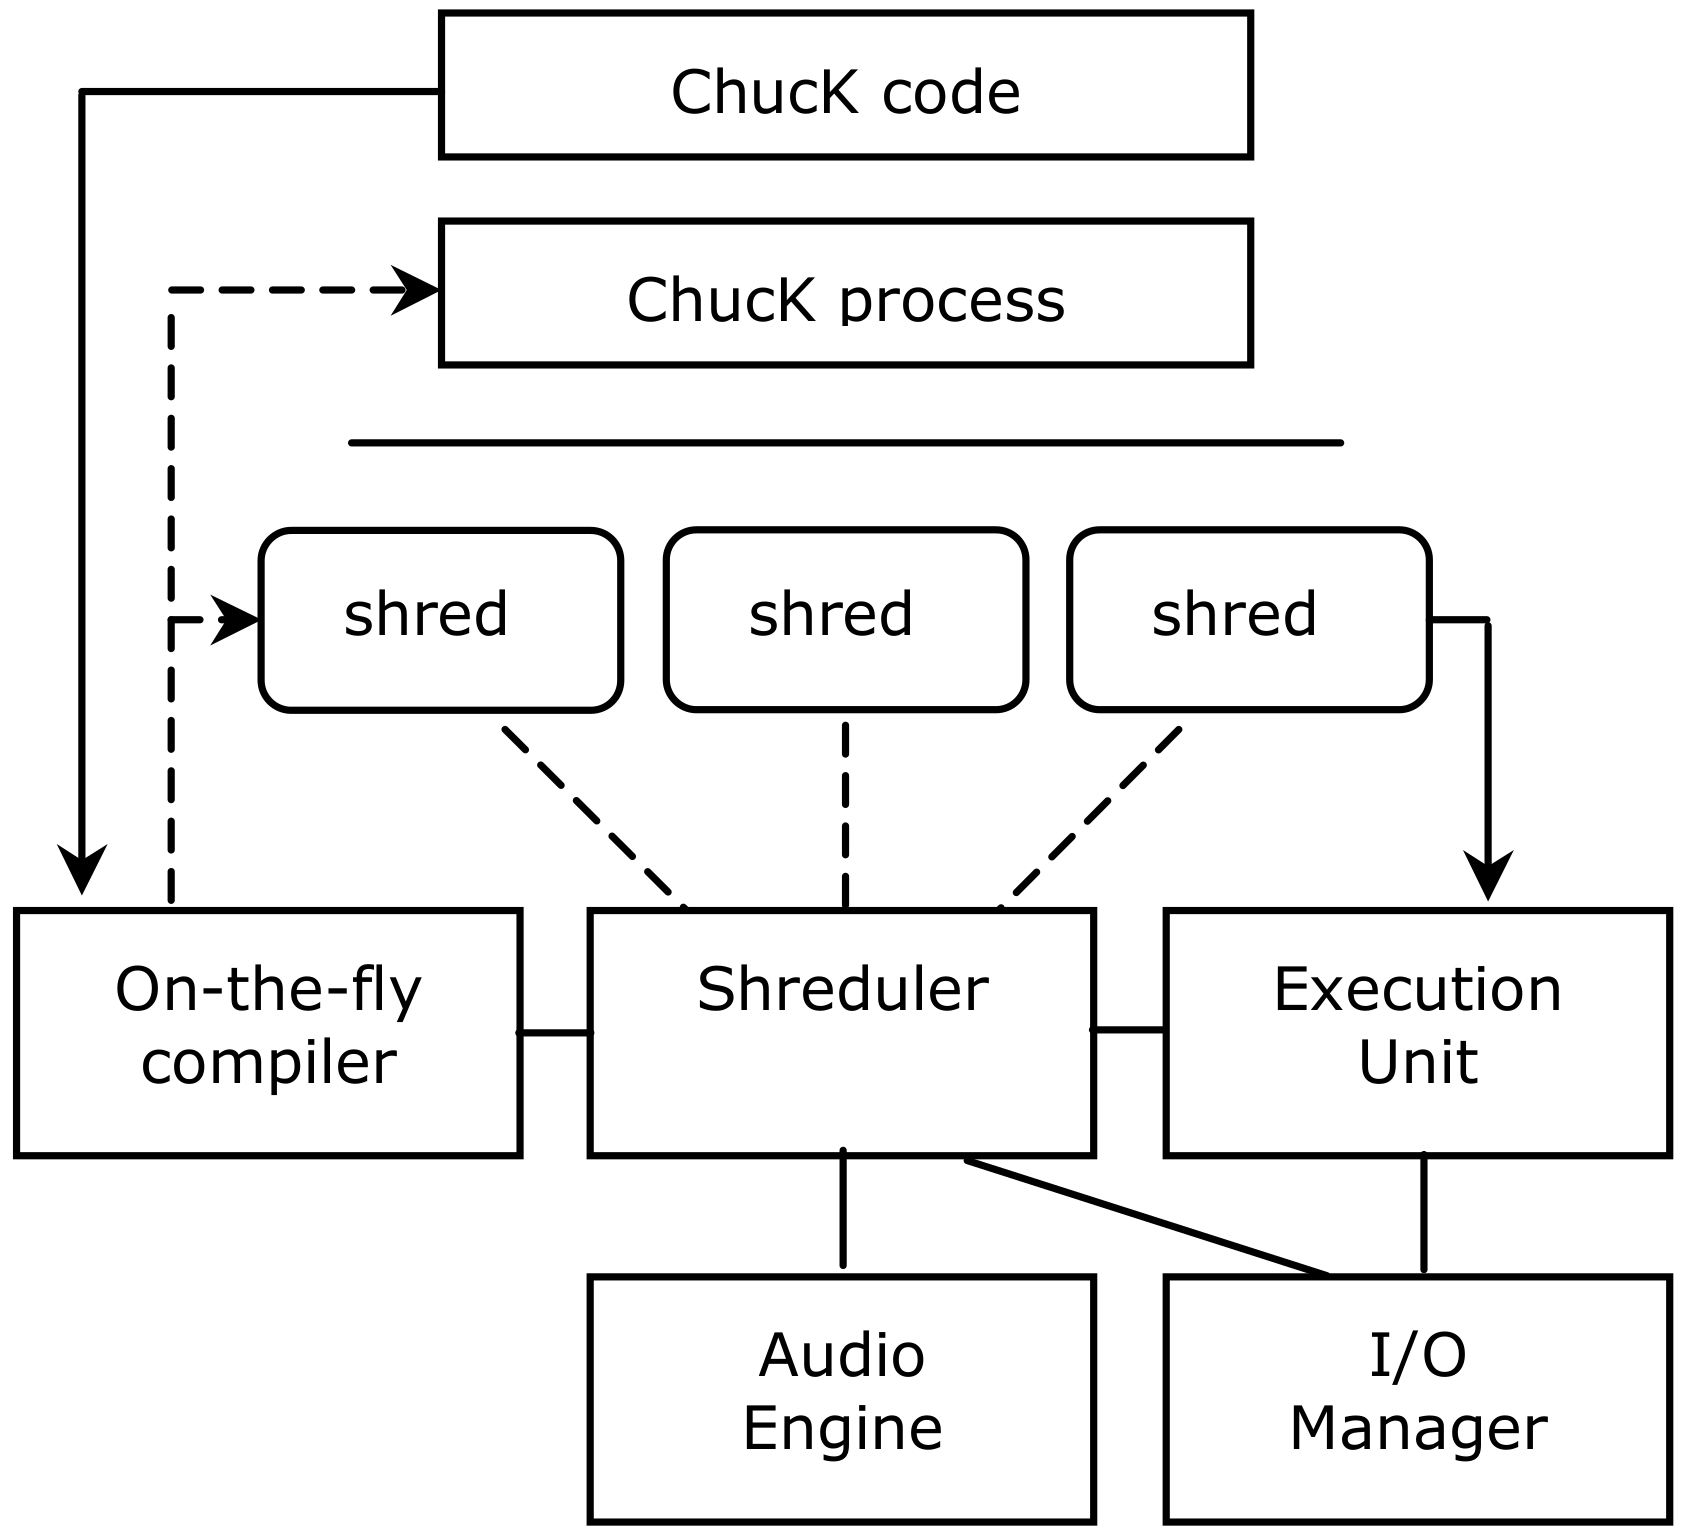 ChucK code
ChucK process
shred
shred
shred
On-the-fly
compiler
Shreduler
Execution
Unit
Audio
Engine
I/O
Manager